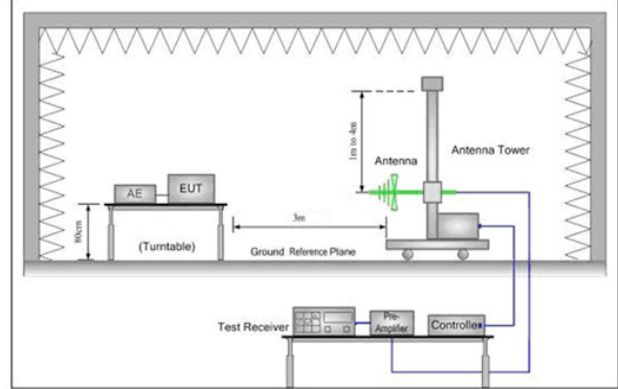 1m to 4m
Antenna
Antenna Tower
AE
EUT
80cm
(Turntable)
3m
Ground Reference Plane
Test Receiver
Pre-
Amplifier
Controller